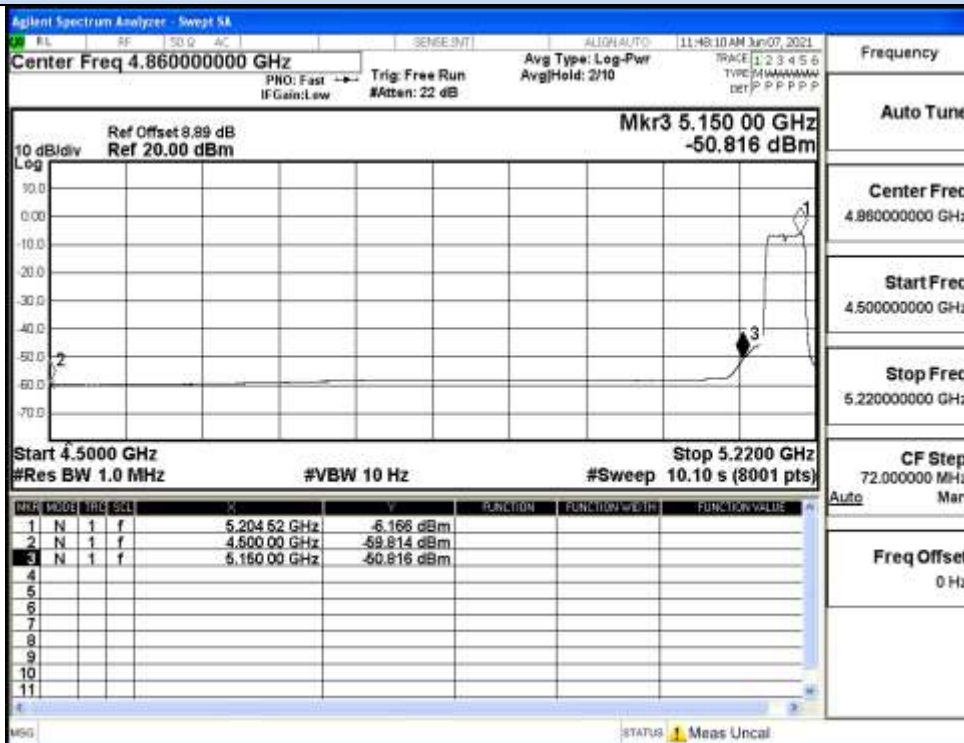 Agilent Spectrum Analyzer - Swept SA
RL RF 50 Ω AC SENSE:INT ALIGN AUTO 11:48:10 AM Jun 07, 2021
Center Freq 4.860000000 GHz
PNO: Fast
IFGain:Low
Trig: Free Run
#Atten: 22 dB
Avg Type: Log-Pwr
Avg|Hold: 2/10
TRACE 1 2 3 4 5 6
TYPE M W W W W W
DET P P P P P P
Ref Offset 8.89 dB
10 dB/div Ref 20.00 dBm
Log
Mkr3 5.150 00 GHz
-50.816 dBm
10.0
0.00
-10.0
-20.0
-30.0
-40.0
-50.0
-60.0
-70.0
1
2
3
Start 4.5000 GHz Stop 5.2200 GHz
#Res BW 1.0 MHz #VBW 10 Hz #Sweep 10.10 s (8001 pts)
MKR MODE TRC SCL X Y FUNCTION FUNCTION WIDTH FUNCTION VALUE
1 N 1 f 5.204 52 GHz -6.166 dBm
2 N 1 f 4.500 00 GHz -59.814 dBm
3 N 1 f 5.150 00 GHz -50.816 dBm
4
5
6
7
8
9
10
11
MSG STATUS Meas Uncal
Frequency
Auto Tune
Center Freq
4.860000000 GHz
Start Freq
4.500000000 GHz
Stop Freq
5.220000000 GHz
CF Step
72.000000 MHz
Auto Man
Freq Offset
0 Hz